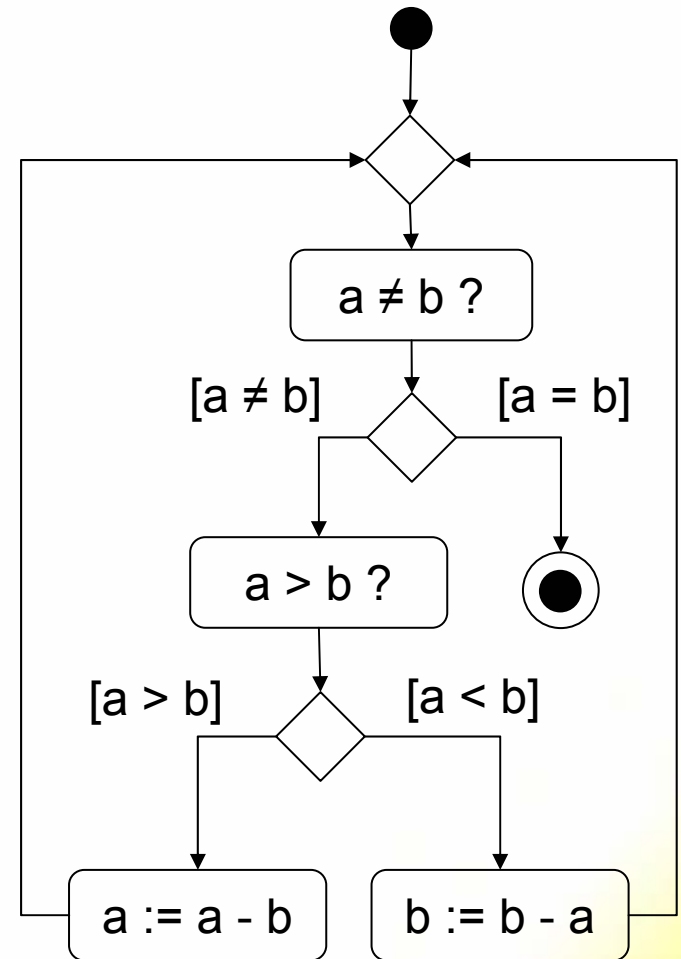 a ≠ b ?
[a ≠ b]
[a = b]
a > b ?
[a > b]
[a < b]
a := a - b
b := b - a